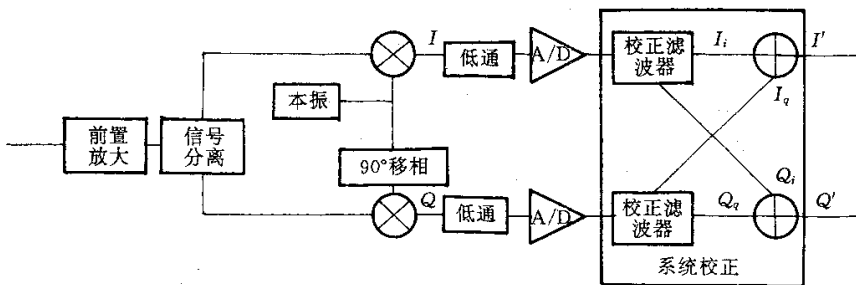 I
低通
A/D
校正滤
波器
I_i
I'
本振
I_q
前置
放大
信号
分离
90°移相
Q_i
Q
低通
A/D
校正滤
波器
Q_q
Q'
系统校正